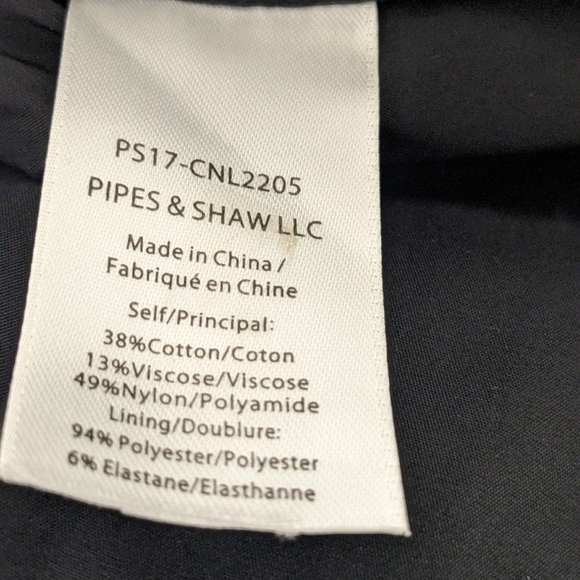 PS17-CNL2205
PIPES & SHAW LLC
Made in China /
Fabriqué en Chine
Self/Principal:
38%Cotton/Coton
13%Viscose/Viscose
49%Nylon/Polyamide
Lining/Doublure:
94% Polyester/Polyester
6% Elastane/Elasthanne